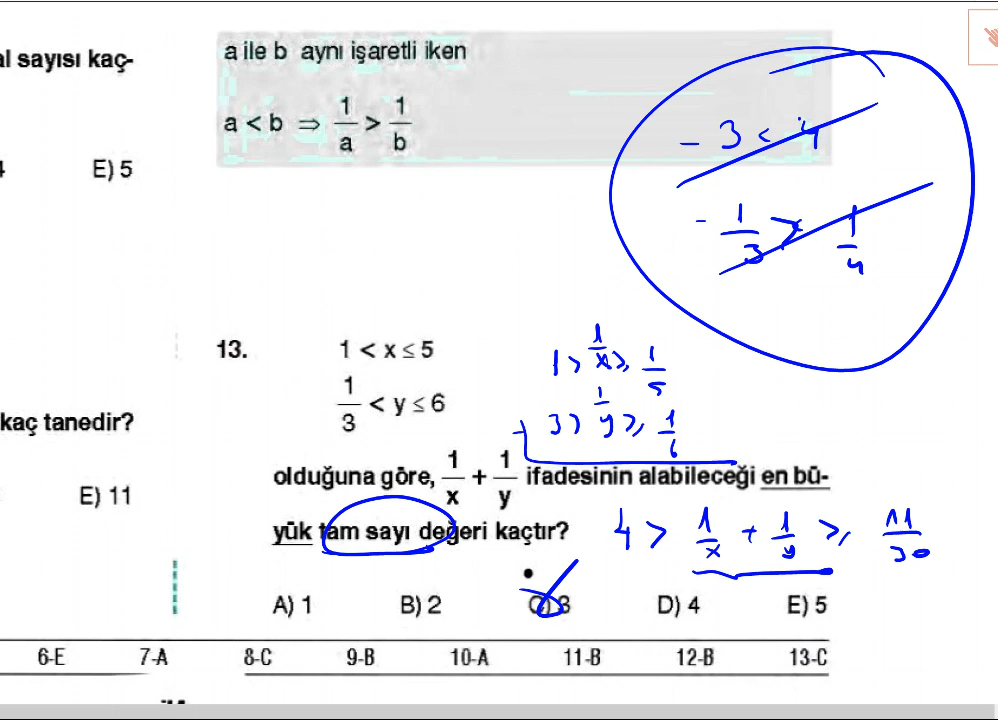 al sayısı kaç-
E) 5
kaç tanedir?
E) 11
a ile b aynı işaretli iken
a < b ⇒ 1/a > 1/b
- 3 < 4
- 1/3 > 1/4
13. 1 < x ≤ 5
1/3 < y ≤ 6
1 > 1/x ≥ 1/5
3 > 1/y ≥ 1/6
olduğuna göre, 1/x + 1/y ifadesinin alabileceği en bü-
yük tam sayı değeri kaçtır?
4 > 1/x + 1/y ≥ 11/30
A) 1 B) 2 C) 3 D) 4 E) 5
6-E 7-A 8-C 9-B 10-A 11-B 12-B 13-C